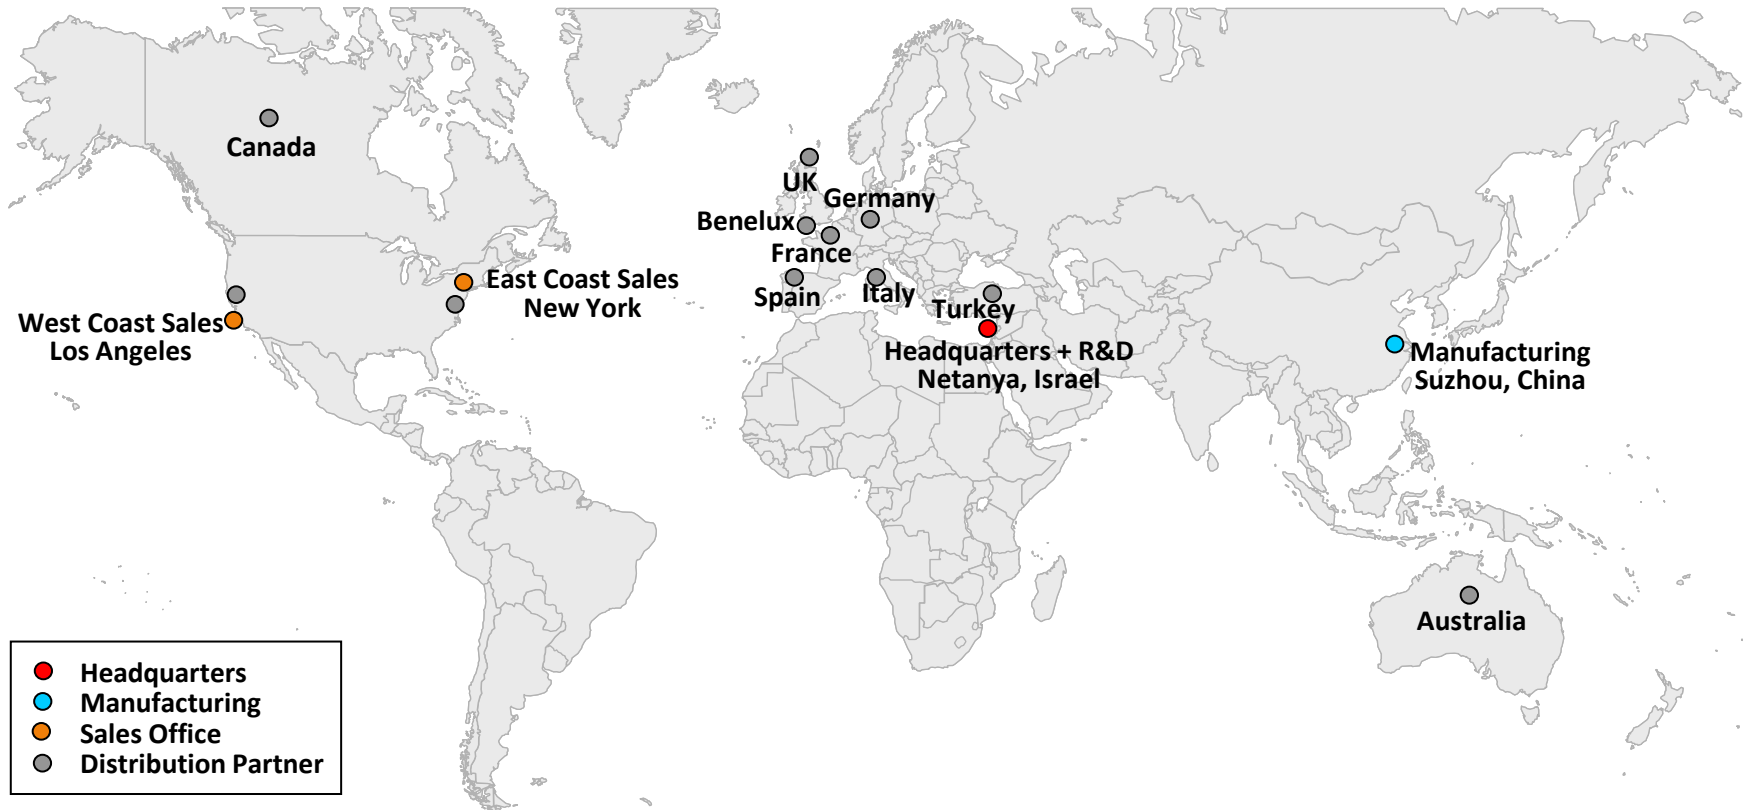 Canada
UK
Germany
Benelux
France
East Coast Sales
New York
Spain
Italy
Turkey
West Coast Sales
Los Angeles
Headquarters + R&D
Netanya, Israel
Manufacturing
Suzhou, China
Australia
Headquarters
Manufacturing
Sales Office
Distribution Partner